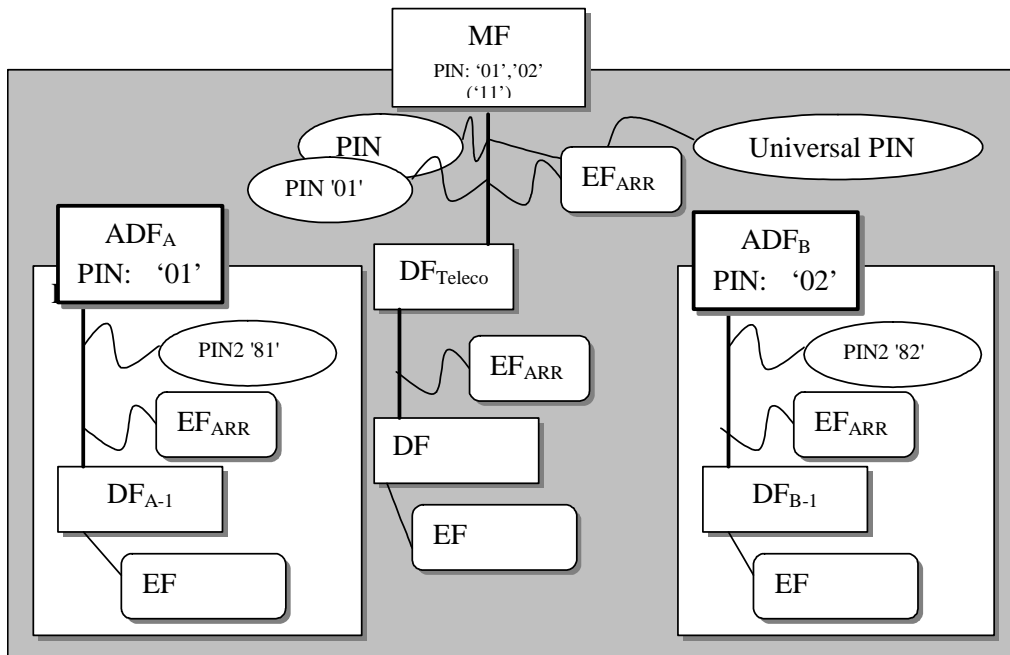 MF
PIN: ‘01’,’02’
(‘11’)
PIN
PIN '01'
Universal PIN
EFARR
ADFA
PIN: ‘01’
DFTeleco
ADFB
PIN: ‘02’
PIN2 '81'
EFARR
PIN2 '82'
EFARR
DF
EFARR
DFA-1
DFB-1
EF
EF
EF